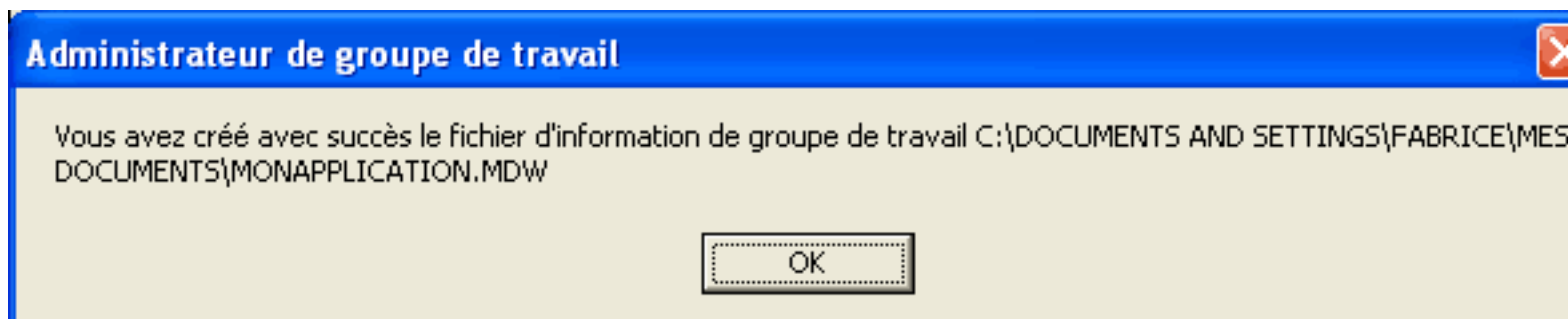 Administrateur de groupe de travail
Vous avez créé avec succès le fichier d'information de groupe de travail C:\DOCUMENTS AND SETTINGS\FABRICE\MES
DOCUMENTS\MONAPPLICATION.MDW
OK